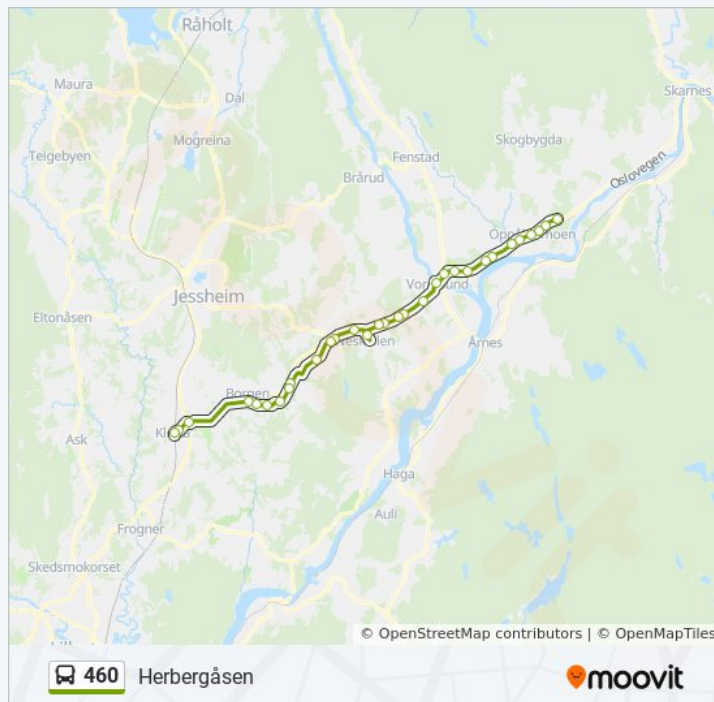 Råholt
Maura
Dal
Skarnes
Mogreina
Skogbygda
Teigebyen
Fenstad
Oslovegen
Brårud
Jessheim
Eltonåsen
Årnes
Borgen
Ask
Haga
Auli
Frogner
Skedsmokorset
© OpenStreetMap contributors | © OpenMapTiles
460 Herbergåsen
moovit